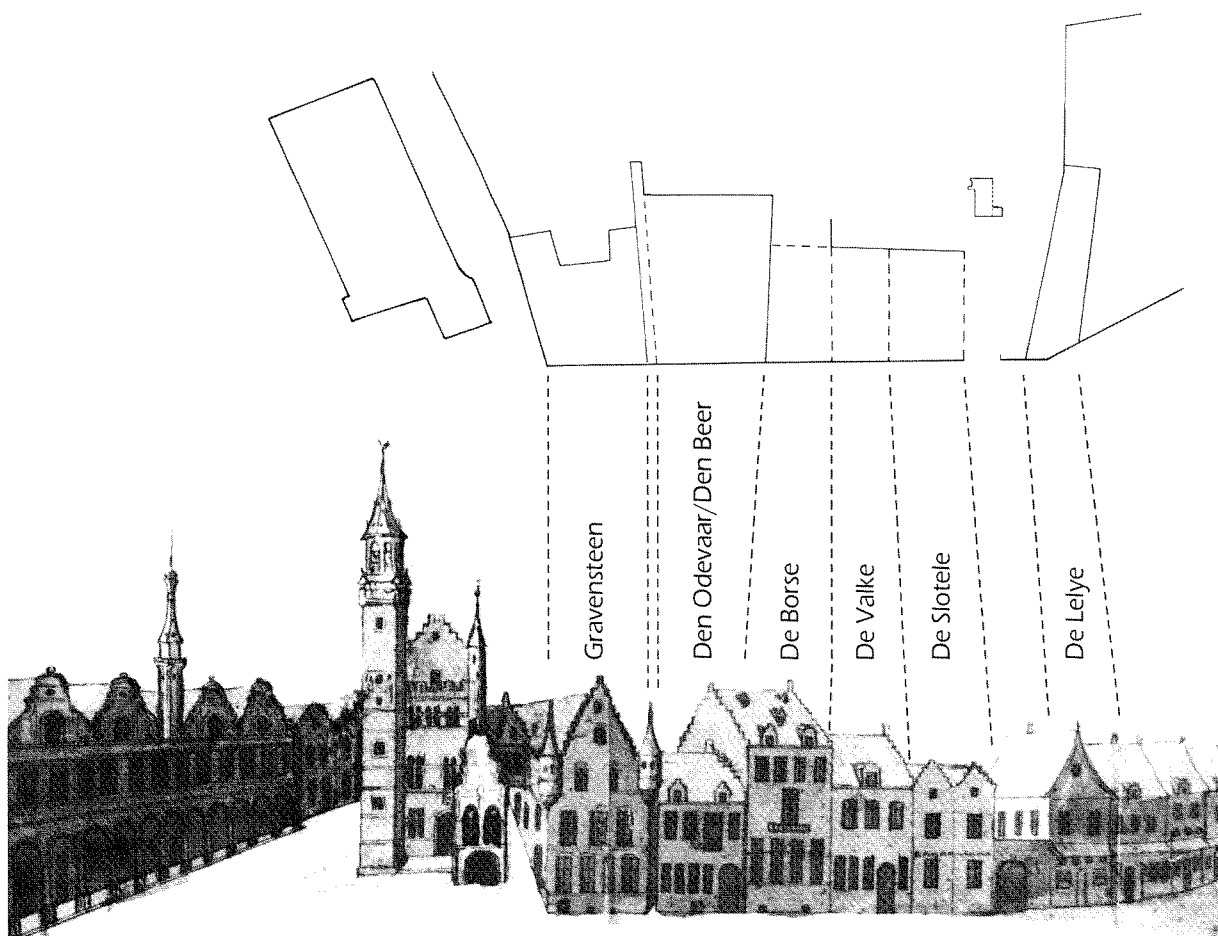 Gravensteen
Den Odevaar/Den Beer
De Borse
De Valke
De Slotele
De Lelye